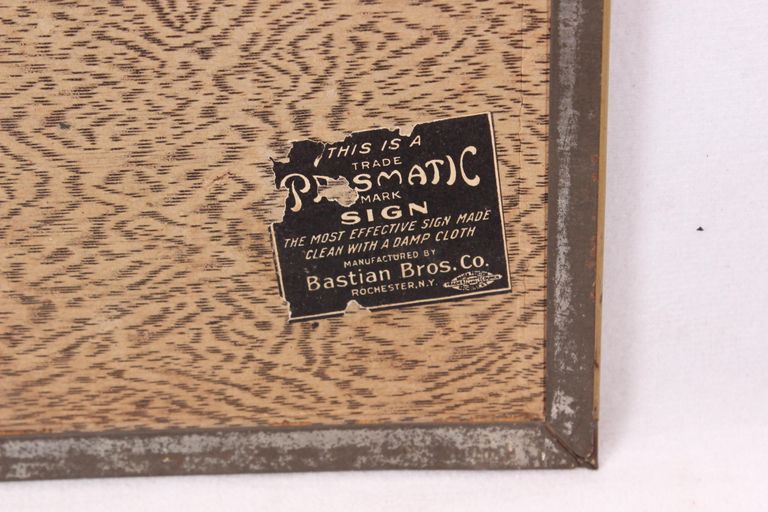 THIS IS A
TRADE
PRISMATIC
MARK
SIGN
THE MOST EFFECTIVE SIGN MADE
CLEAN WITH A DAMP CLOTH
MANUFACTURED BY
Bastian Bros. Co.
ROCHESTER, N.Y.